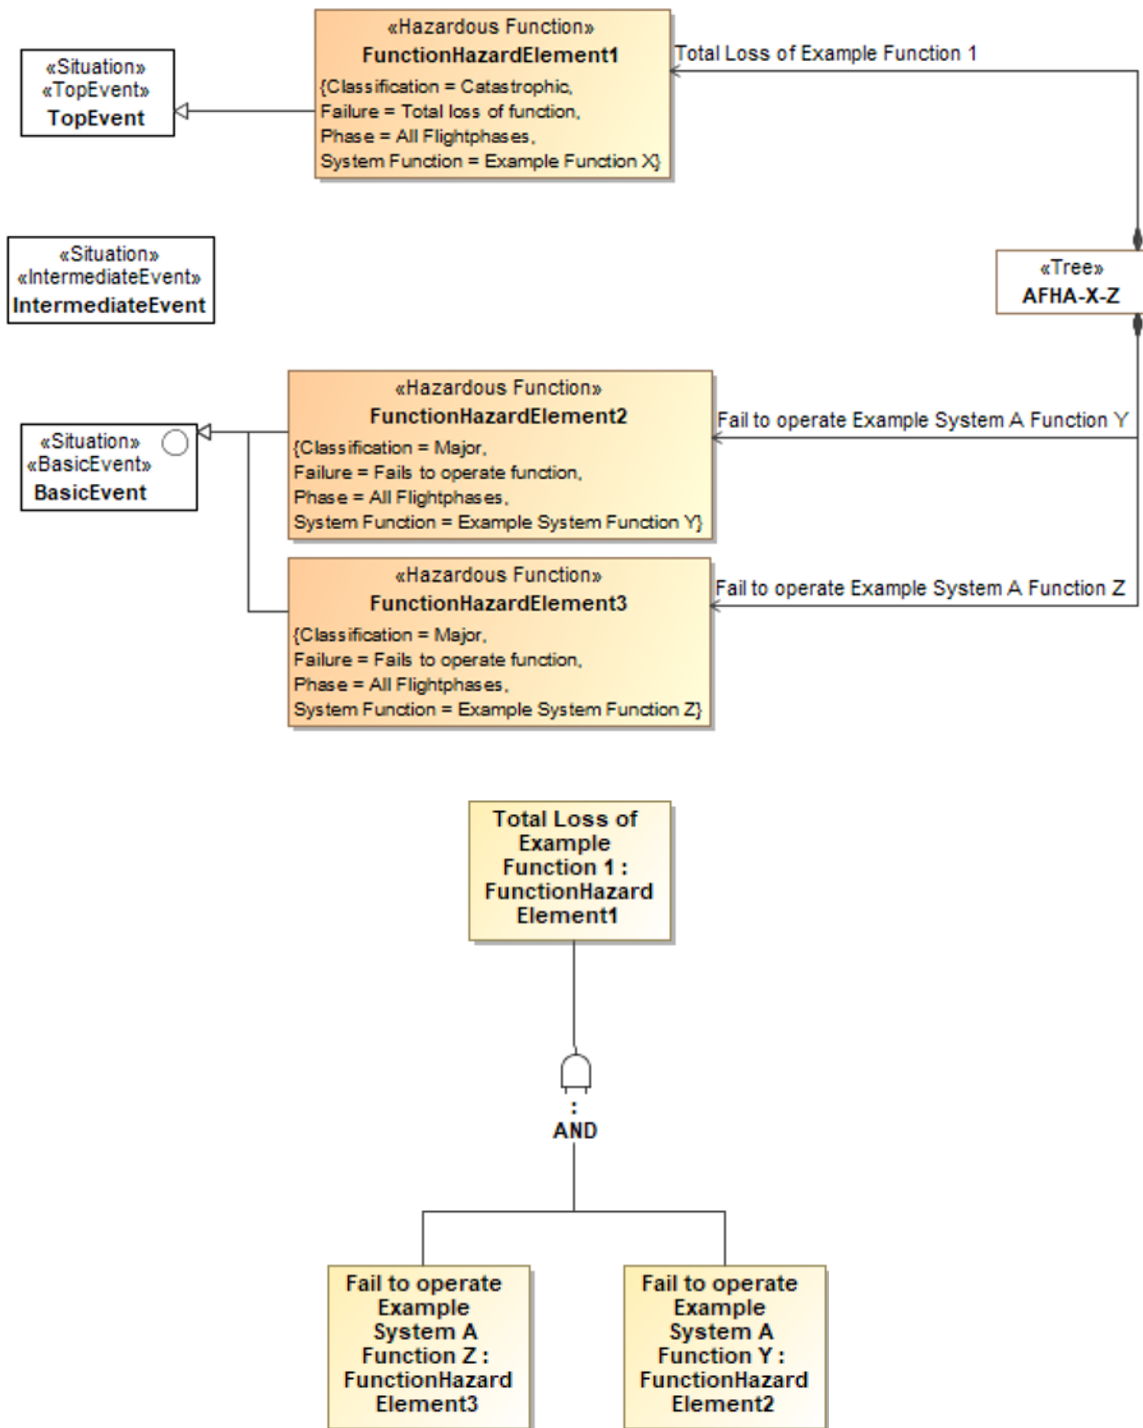 «Situation»
«TopEvent»
TopEvent
«Hazardous Function»
FunctionHazardElement1
{Classification = Catastrophic,
Failure = Total loss of function,
Phase = All Flightphases,
System Function = Example Function X}
Total Loss of Example Function 1
«Situation»
«IntermediateEvent»
IntermediateEvent
«Tree»
AFHA-X-Z
«Situation»
«BasicEvent»
BasicEvent
«Hazardous Function»
FunctionHazardElement2
{Classification = Major,
Failure = Fails to operate function,
Phase = All Flightphases,
System Function = Example System Function Y}
Fail to operate Example System A Function Y
«Hazardous Function»
FunctionHazardElement3
{Classification = Major,
Failure = Fails to operate function,
Phase = All Flightphases,
System Function = Example System Function Z}
Fail to operate Example System A Function Z
Total Loss of
Example
Function 1 :
FunctionHazard
Element1
:
AND
Fail to operate
Example
System A
Function Z :
FunctionHazard
Element3
Fail to operate
Example
System A
Function Y :
FunctionHazard
Element2